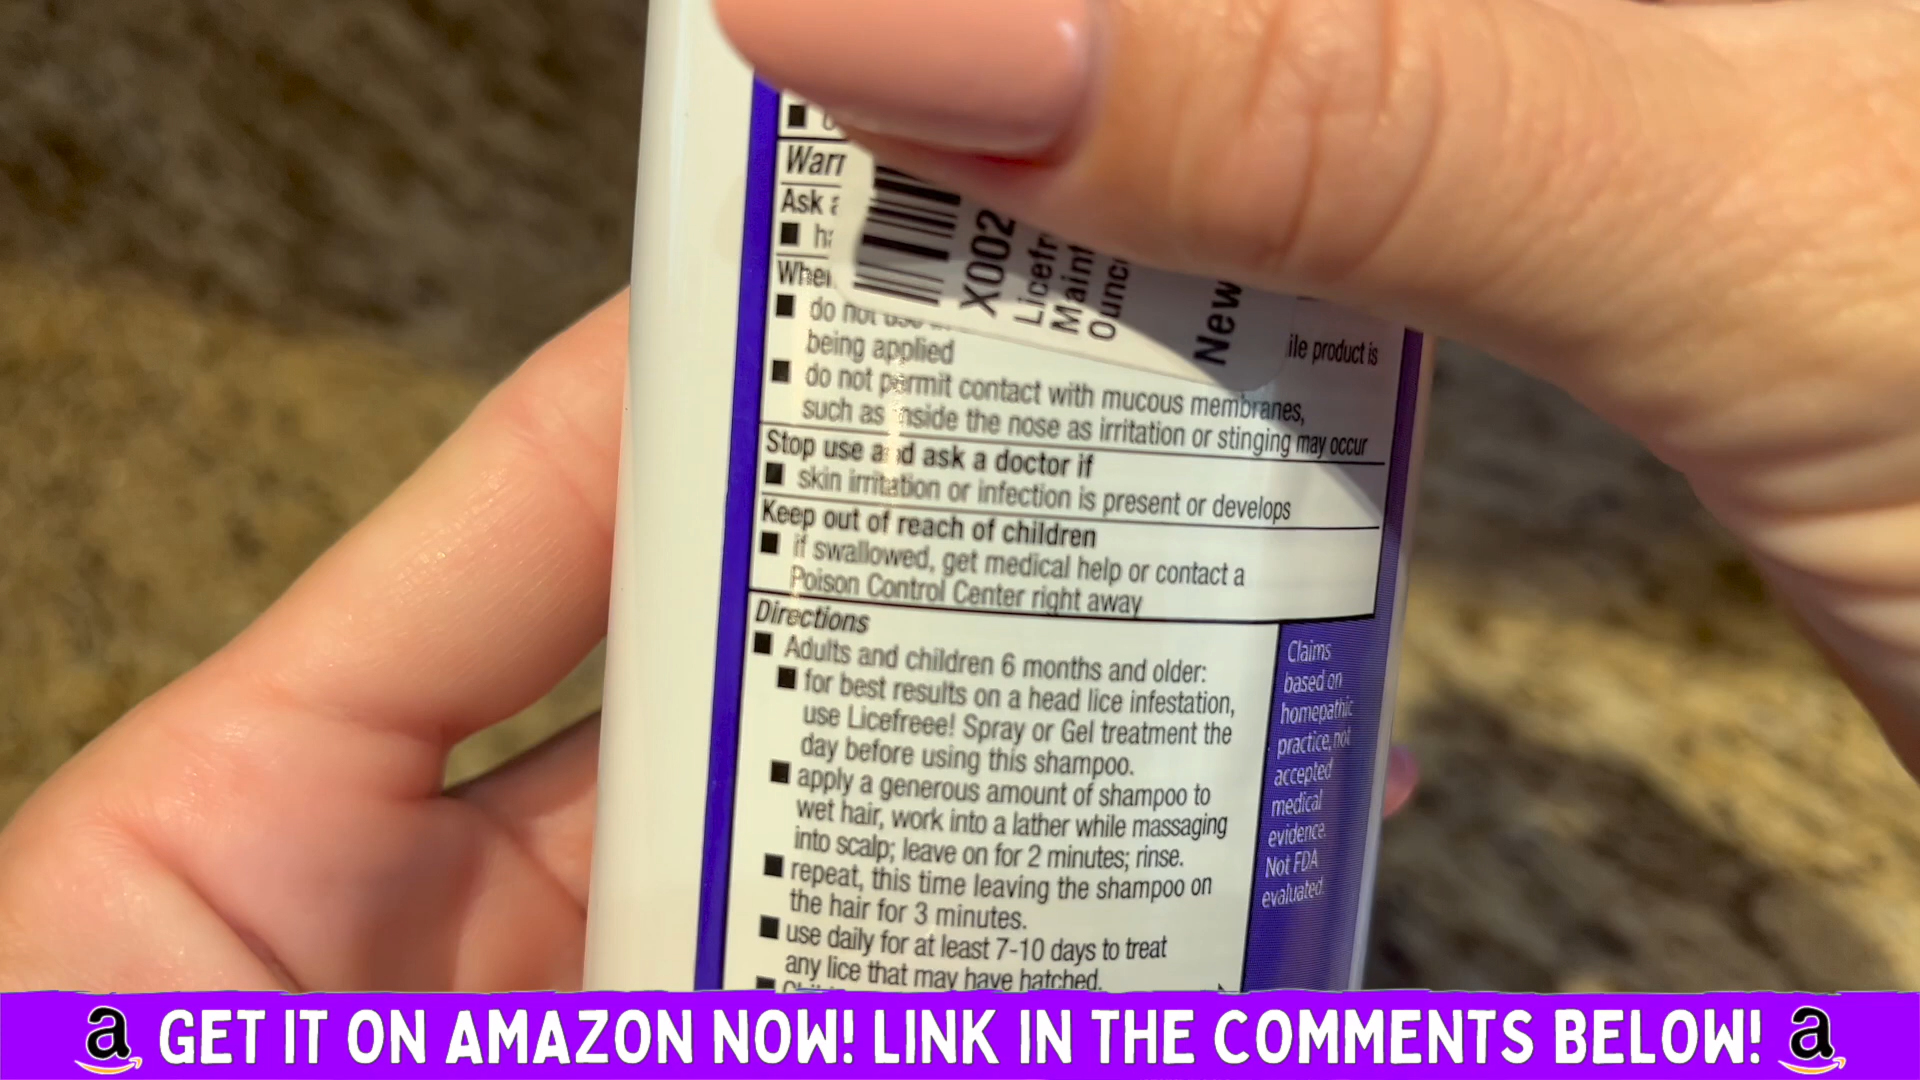 Warr
Ask a
When
do not use
being applied
ile product is
X002
Licefr
Maint
Ounc
New
do not permit contact with mucous membranes,
such as inside the nose as irritation or stinging may occur
Stop use and ask a doctor if
skin irritation or infection is present or develops
Keep out of reach of children
if swallowed, get medical help or contact a
Poison Control Center right away
Directions
Adults and children 6 months and older:
for best results on a head lice infestation,
use Licefreee! Spray or Gel treatment the
day before using this shampoo.
apply a generous amount of shampoo to
wet hair, work into a lather while massaging
into scalp; leave on for 2 minutes; rinse.
repeat, this time leaving the shampoo on
the hair for 3 minutes.
use daily for at least 7-10 days to treat
any lice that may have hatched.
Claims
based on
homepathic
practice, not
accepted
medical
evidence.
Not FDA
evaluated.
a GET IT ON AMAZON NOW! LINK IN THE COMMENTS BELOW! a